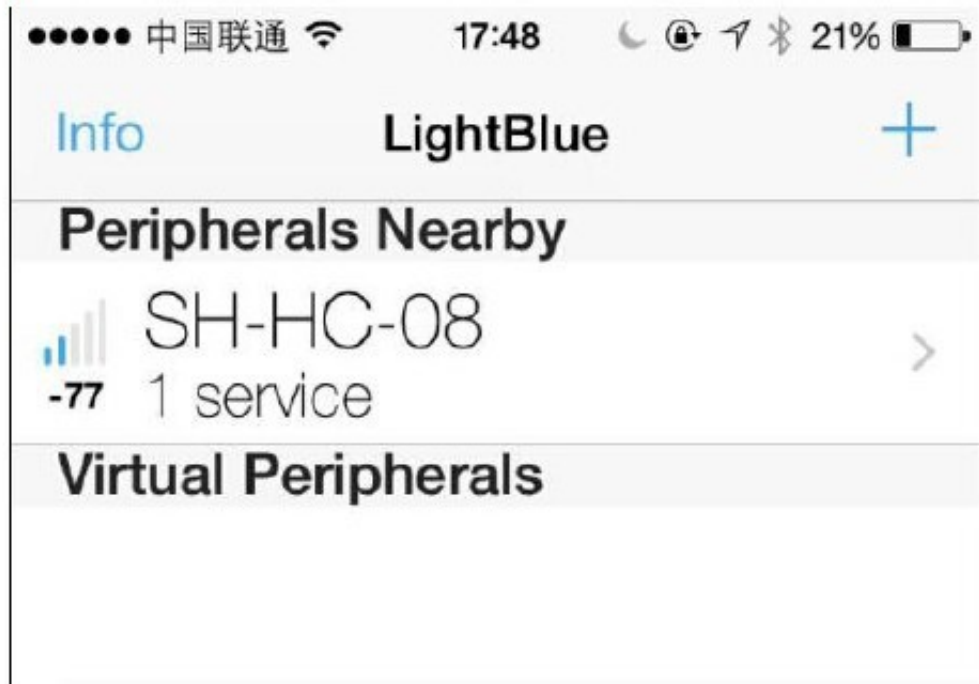 中国联通 17:48 21%
Info LightBlue +
Peripherals Nearby
SH-HC-08
-77 1 service
Virtual Peripherals